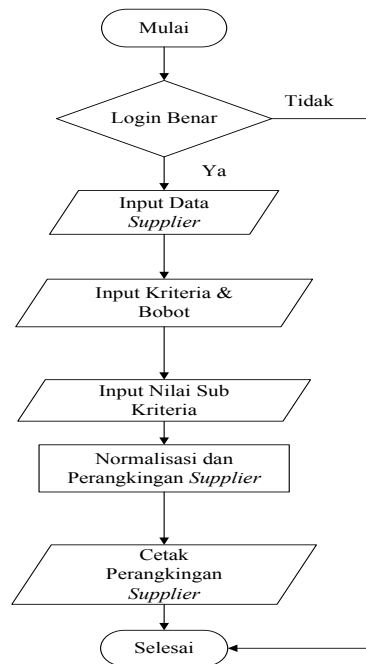 Mulai
Login Benar
Tidak
Ya
Input Data
Supplier
Input Kriteria &
Bobot
Input Nilai Sub
Kriteria
Normalisasi dan
Perangkingan Supplier
Cetak
Perangkingan
Supplier
Selesai